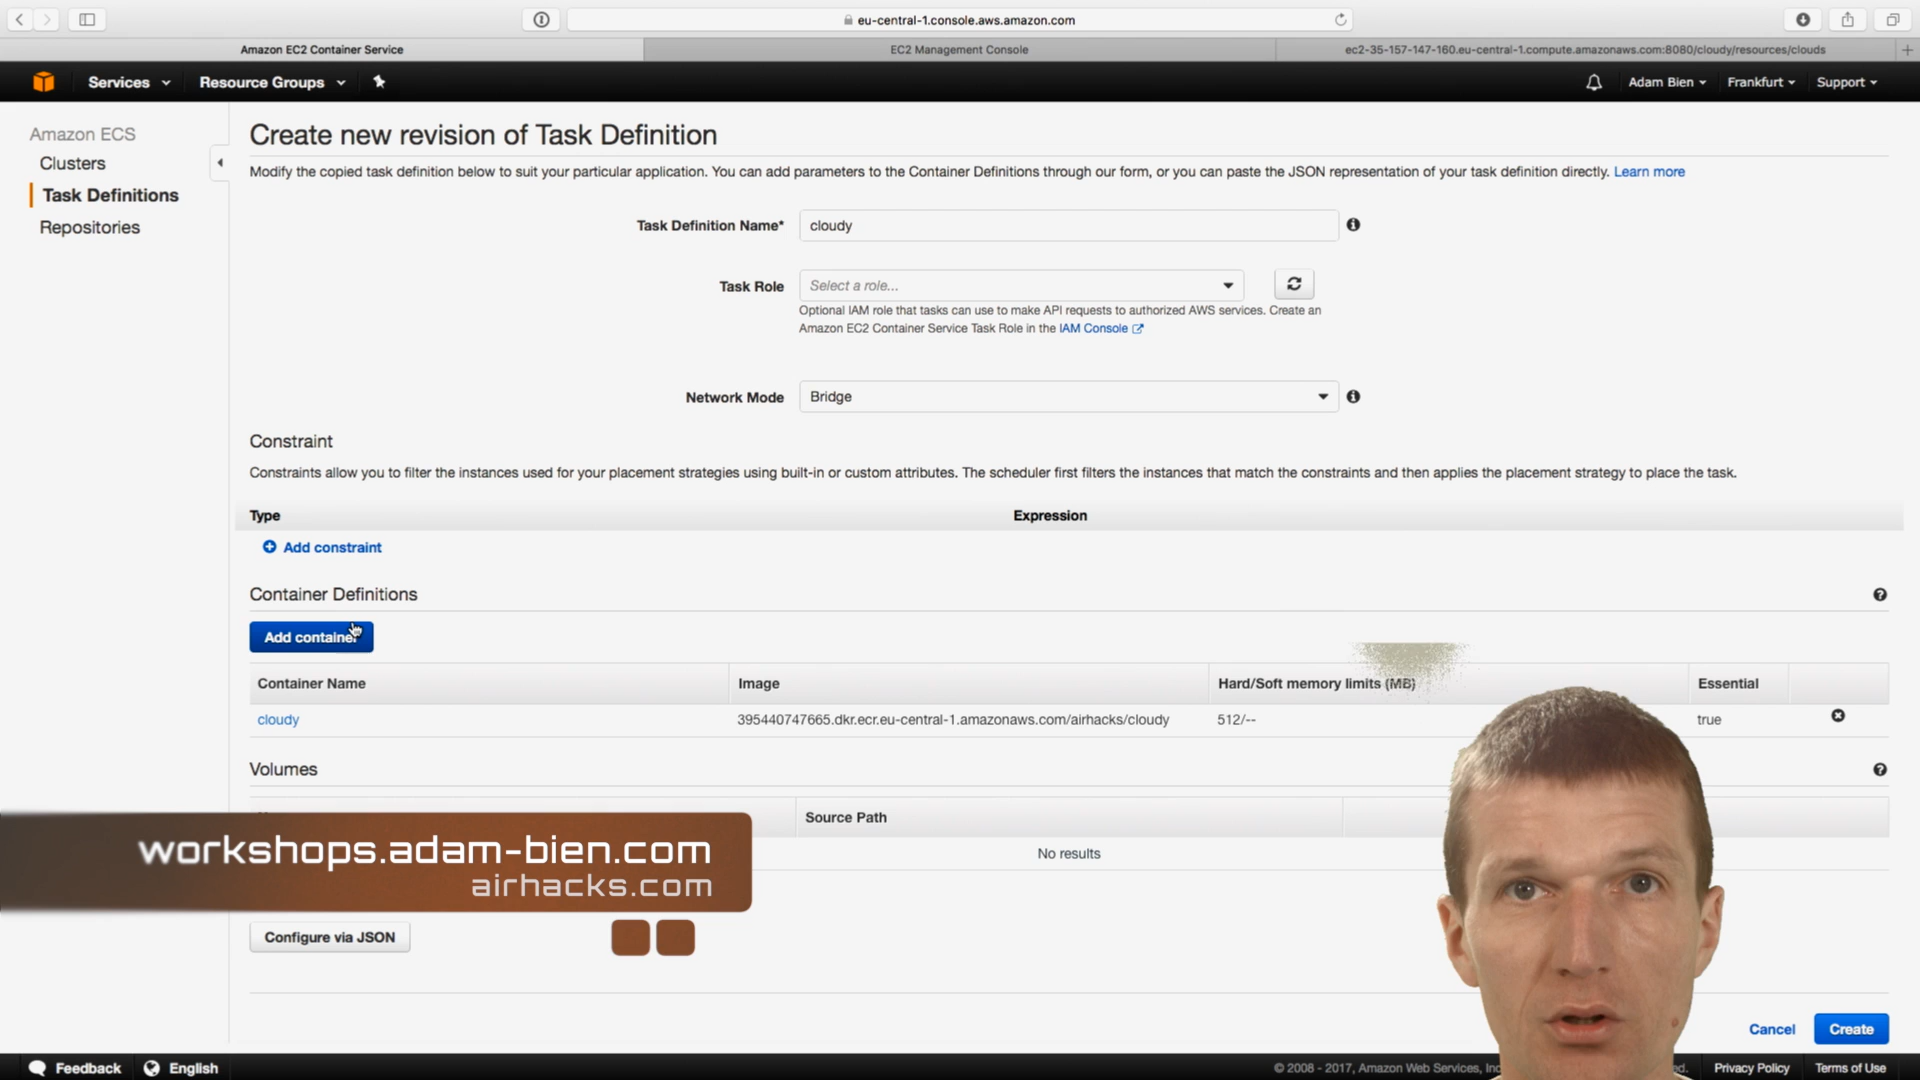 eu-central-1.console.aws.amazon.com
Amazon EC2 Container Service
EC2 Management Console
ec2-35-157-147-160.eu-central-1.compute.amazonaws.com:8080/cloudy/resources/clouds
Services
Resource Groups
Adam Bien
Frankfurt
Support
Amazon ECS
Clusters
Task Definitions
Repositories
Create new revision of Task Definition
Modify the copied task definition below to suit your particular application. You can add parameters to the Container Definitions through our form, or you can paste the JSON representation of your task definition directly. Learn more
Task Definition Name* cloudy
Task Role Select a role...
Optional IAM role that tasks can use to make API requests to authorized AWS services. Create an
Amazon EC2 Container Service Task Role in the IAM Console
Network Mode Bridge
Constraint
Constraints allow you to filter the instances used for your placement strategies using built-in or custom attributes. The scheduler first filters the instances that match the constraints and then applies the placement strategy to place the task.
Type Expression
Add constraint
Container Definitions
Add container
Container Name Image Hard/Soft memory limits (MB) Essential
cloudy 395440747665.dkr.ecr.eu-central-1.amazonaws.com/airhacks/cloudy 512/-- true
Volumes
Source Path
No results
workshops.adam-bien.com
airhacks.com
Configure via JSON
Cancel Create
Feedback English
© 2008 - 2017, Amazon Web Services, Inc
Privacy Policy Terms of Use